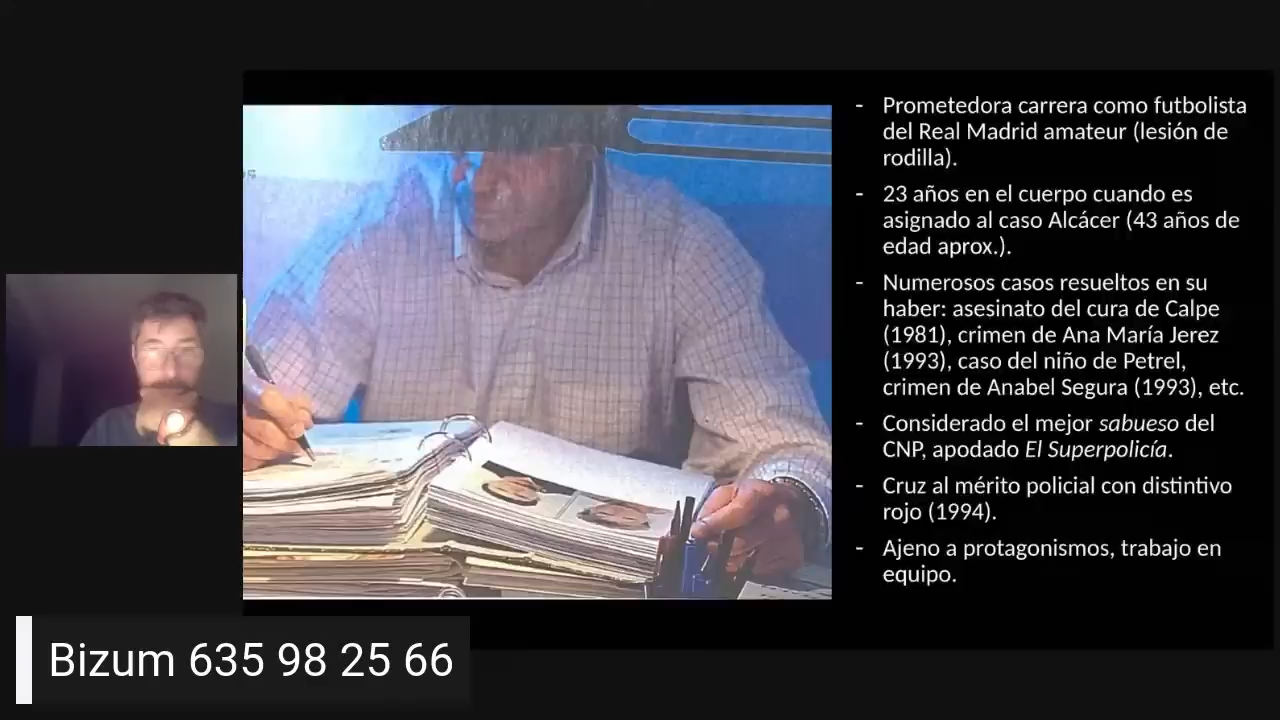 - Prometedora carrera como futbolista
del Real Madrid amateur (lesión de
rodilla).
- 23 años en el cuerpo cuando es
asignado al caso Alcácer (43 años de
edad aprox.).
- Numerosos casos resueltos en su
haber: asesinato del cura de Calpe
(1981), crimen de Ana María Jerez
(1993), caso del niño de Petrel,
crimen de Anabel Segura (1993), etc.
- Considerado el mejor sabueso del
CNP, apodado El Superpolicía.
- Cruz al mérito policial con distintivo
rojo (1994).
- Ajeno a protagonismos, trabajo en
equipo.
Bizum 635 98 25 66